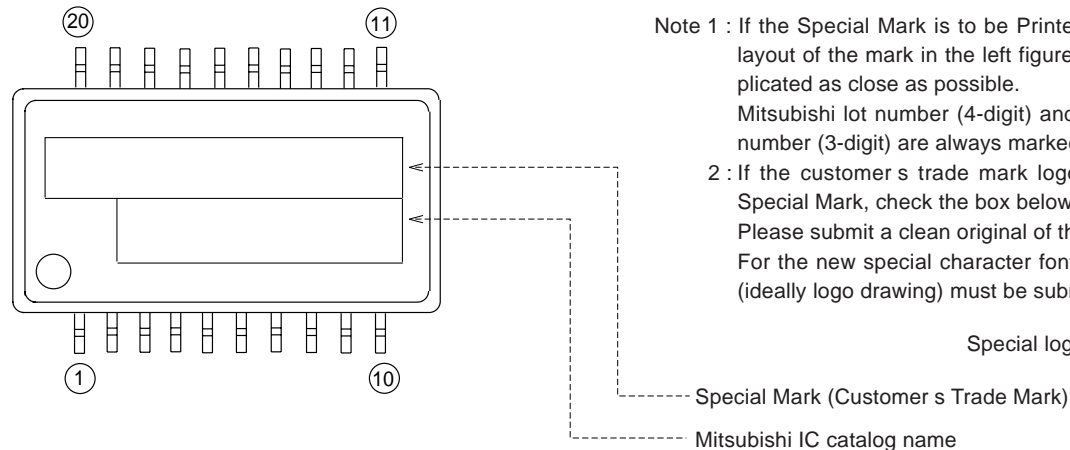 20
11
1
10
Note 1 : If the Special Mark is to be Printe
layout of the mark in the left figure
plicated as close as possible.
Mitsubishi lot number (4-digit) and
number (3-digit) are always marke
2 : If the customer s trade mark logo
Special Mark, check the box below
Please submit a clean original of th
For the new special character fon
(ideally logo drawing) must be subr
Special log
Special Mark (Customer s Trade Mark)
Mitsubishi IC catalog name